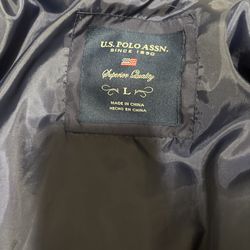 U.S. POLO ASSN.
SINCE 1890
Superior Quality
L
MADE IN CHINA
HECHO EN CHINA